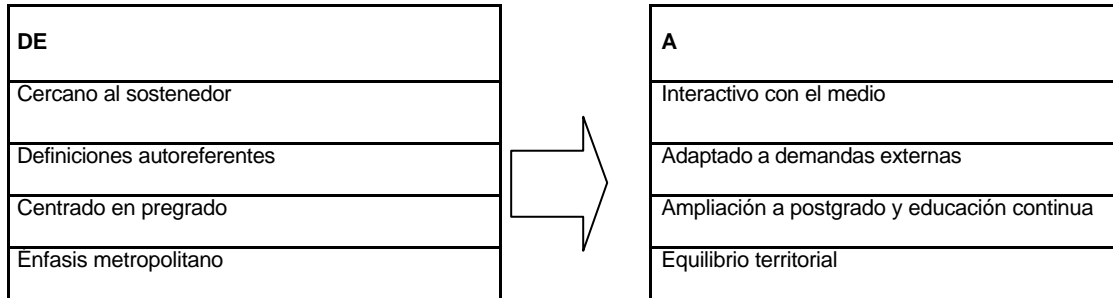 DE
Cercano al sostenedor
Definiciones autoreferentes
Centrado en pregrado
Énfasis metropolitano
A
Interactivo con el medio
Adaptado a demandas externas
Ampliación a postgrado y educación continua
Equilibrio territorial